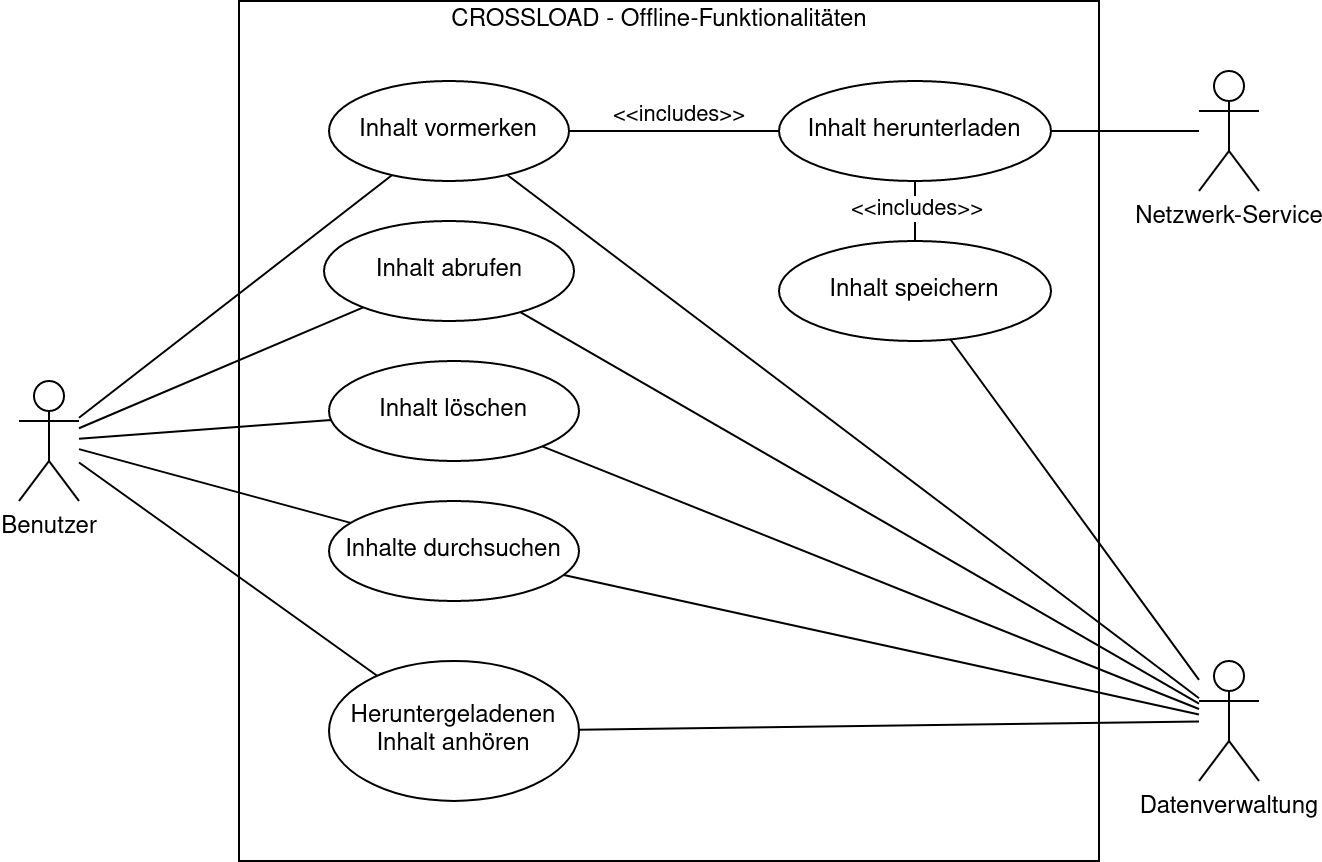 CROSSLOAD - Offline-Funktionalitäten
Inhalt vormerken
<<includes>>
Inhalt herunterladen
Netzwerk-Service
<<includes>>
Inhalt abrufen
Inhalt speichern
Inhalt löschen
Benutzer
Inhalte durchsuchen
Heruntergeladenen
Inhalt anhören
Datenverwaltung